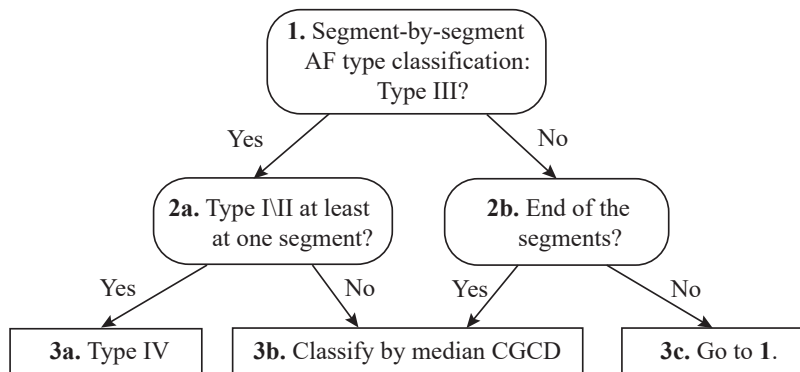 1. Segment-by-segment
AF type classification:
Type III?
Yes
No
2a. Type I\II at least
at one segment?
2b. End of the
segments?
Yes
No
Yes
No
3a. Type IV
3b. Classify by median CGCD
3c. Go to 1.